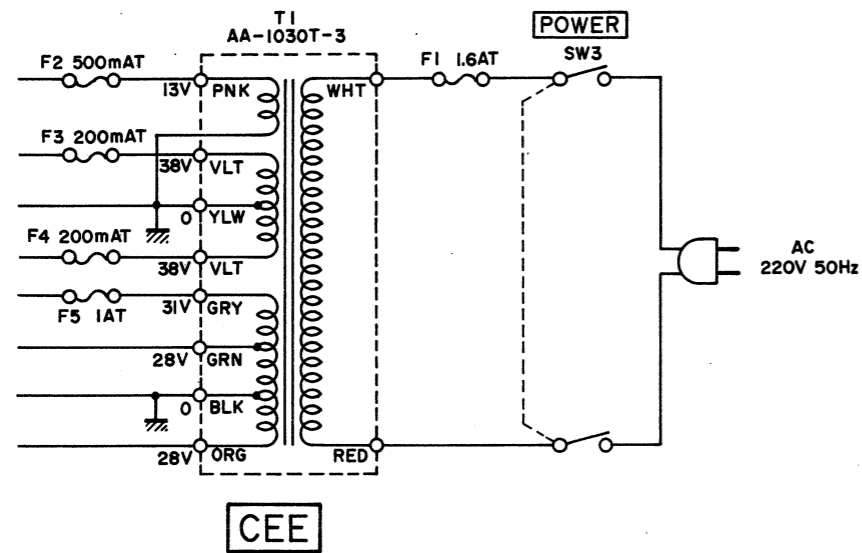 T1
AA-1030T-3
POWER
SW3
F2 500mAT
F1 1.6AT
13V PNK
WHT
F3 200mAT
38V VLT
0 YLW
F4 200mAT
38V VLT
AC
220V 50Hz
31V GRY
F5 1AT
28V GRN
0 BLK
28V ORG
RED
CEE